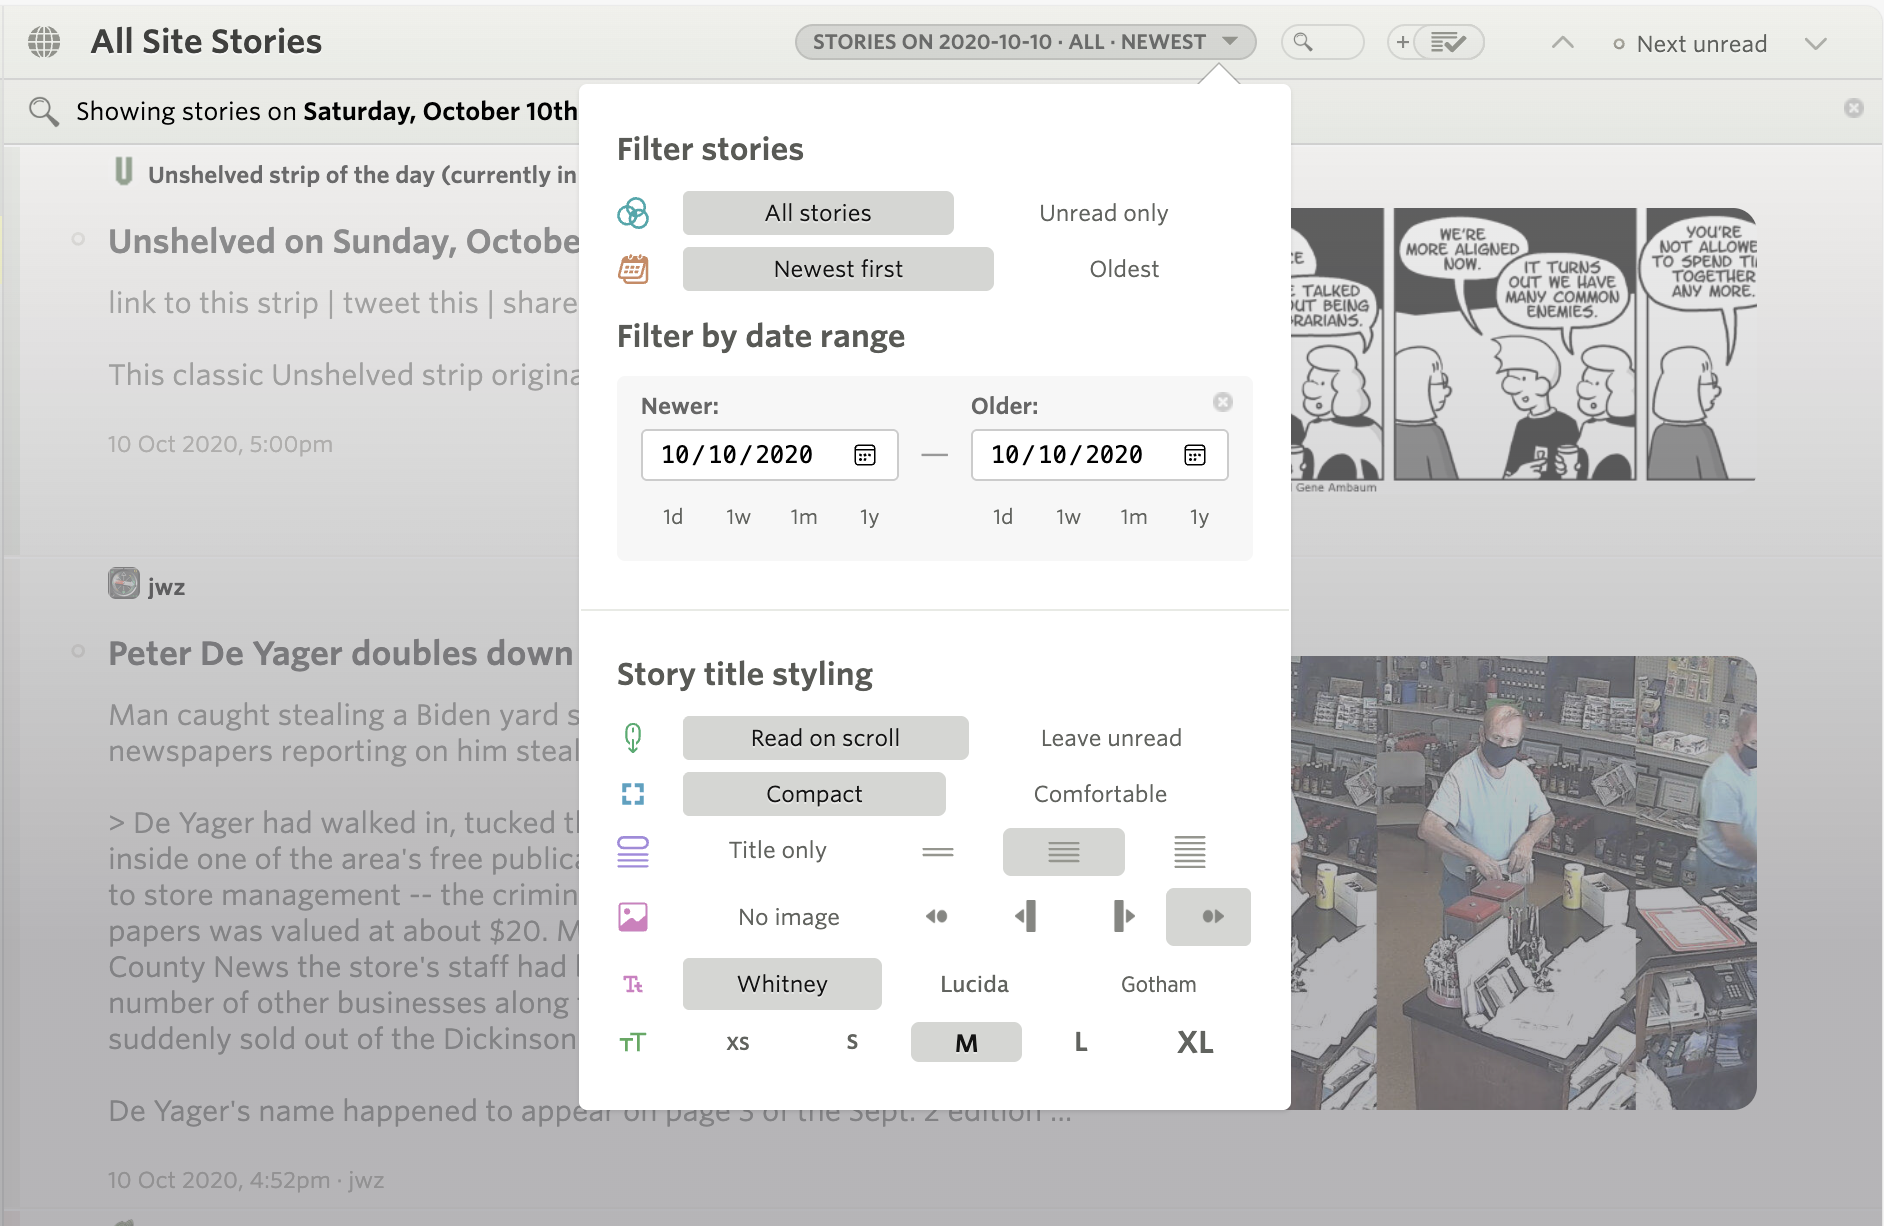 All Site Stories
STORIES ON 2020-10-10 · ALL · NEWEST
Next unread
Showing stories on Saturday, October 10th
Unshelved strip of the day (currently in
Unshelved on Sunday, Octobe
link to this strip | tweet this | share
This classic Unshelved strip origina
10 Oct 2020, 5:00pm
jwz
Peter De Yager doubles down
Man caught stealing a Biden yard s
newspapers reporting on him steal
> De Yager had walked in, tucked th
inside one of the area's free publica
to store management -- the crimin
papers was valued at about $20. M
County News the store's staff had
number of other businesses along
suddenly sold out of the Dickinson
De Yager's name happened to appear on page 3 of the Sept. 2 edition ...
10 Oct 2020, 4:52pm · jwz
Filter stories
All stories
Unread only
Newest first
Oldest
Filter by date range
Newer:
Older:
10/10/2020
—
10/10/2020
1d 1w 1m 1y
1d 1w 1m 1y
Story title styling
Read on scroll
Leave unread
Compact
Comfortable
Title only
No image
Whitney
Lucida
Gotham
XS S M L XL
CE
E TALKED
OUT BEING
BRARIANS.
WE'RE
MORE ALIGNED
NOW.
IT TURNS
OUT WE HAVE
MANY COMMON
ENEMIES.
YOU'RE
NOT ALLOWE
TO SPEND TI
TOGETHER
ANY MORE.
Gene Ambaum